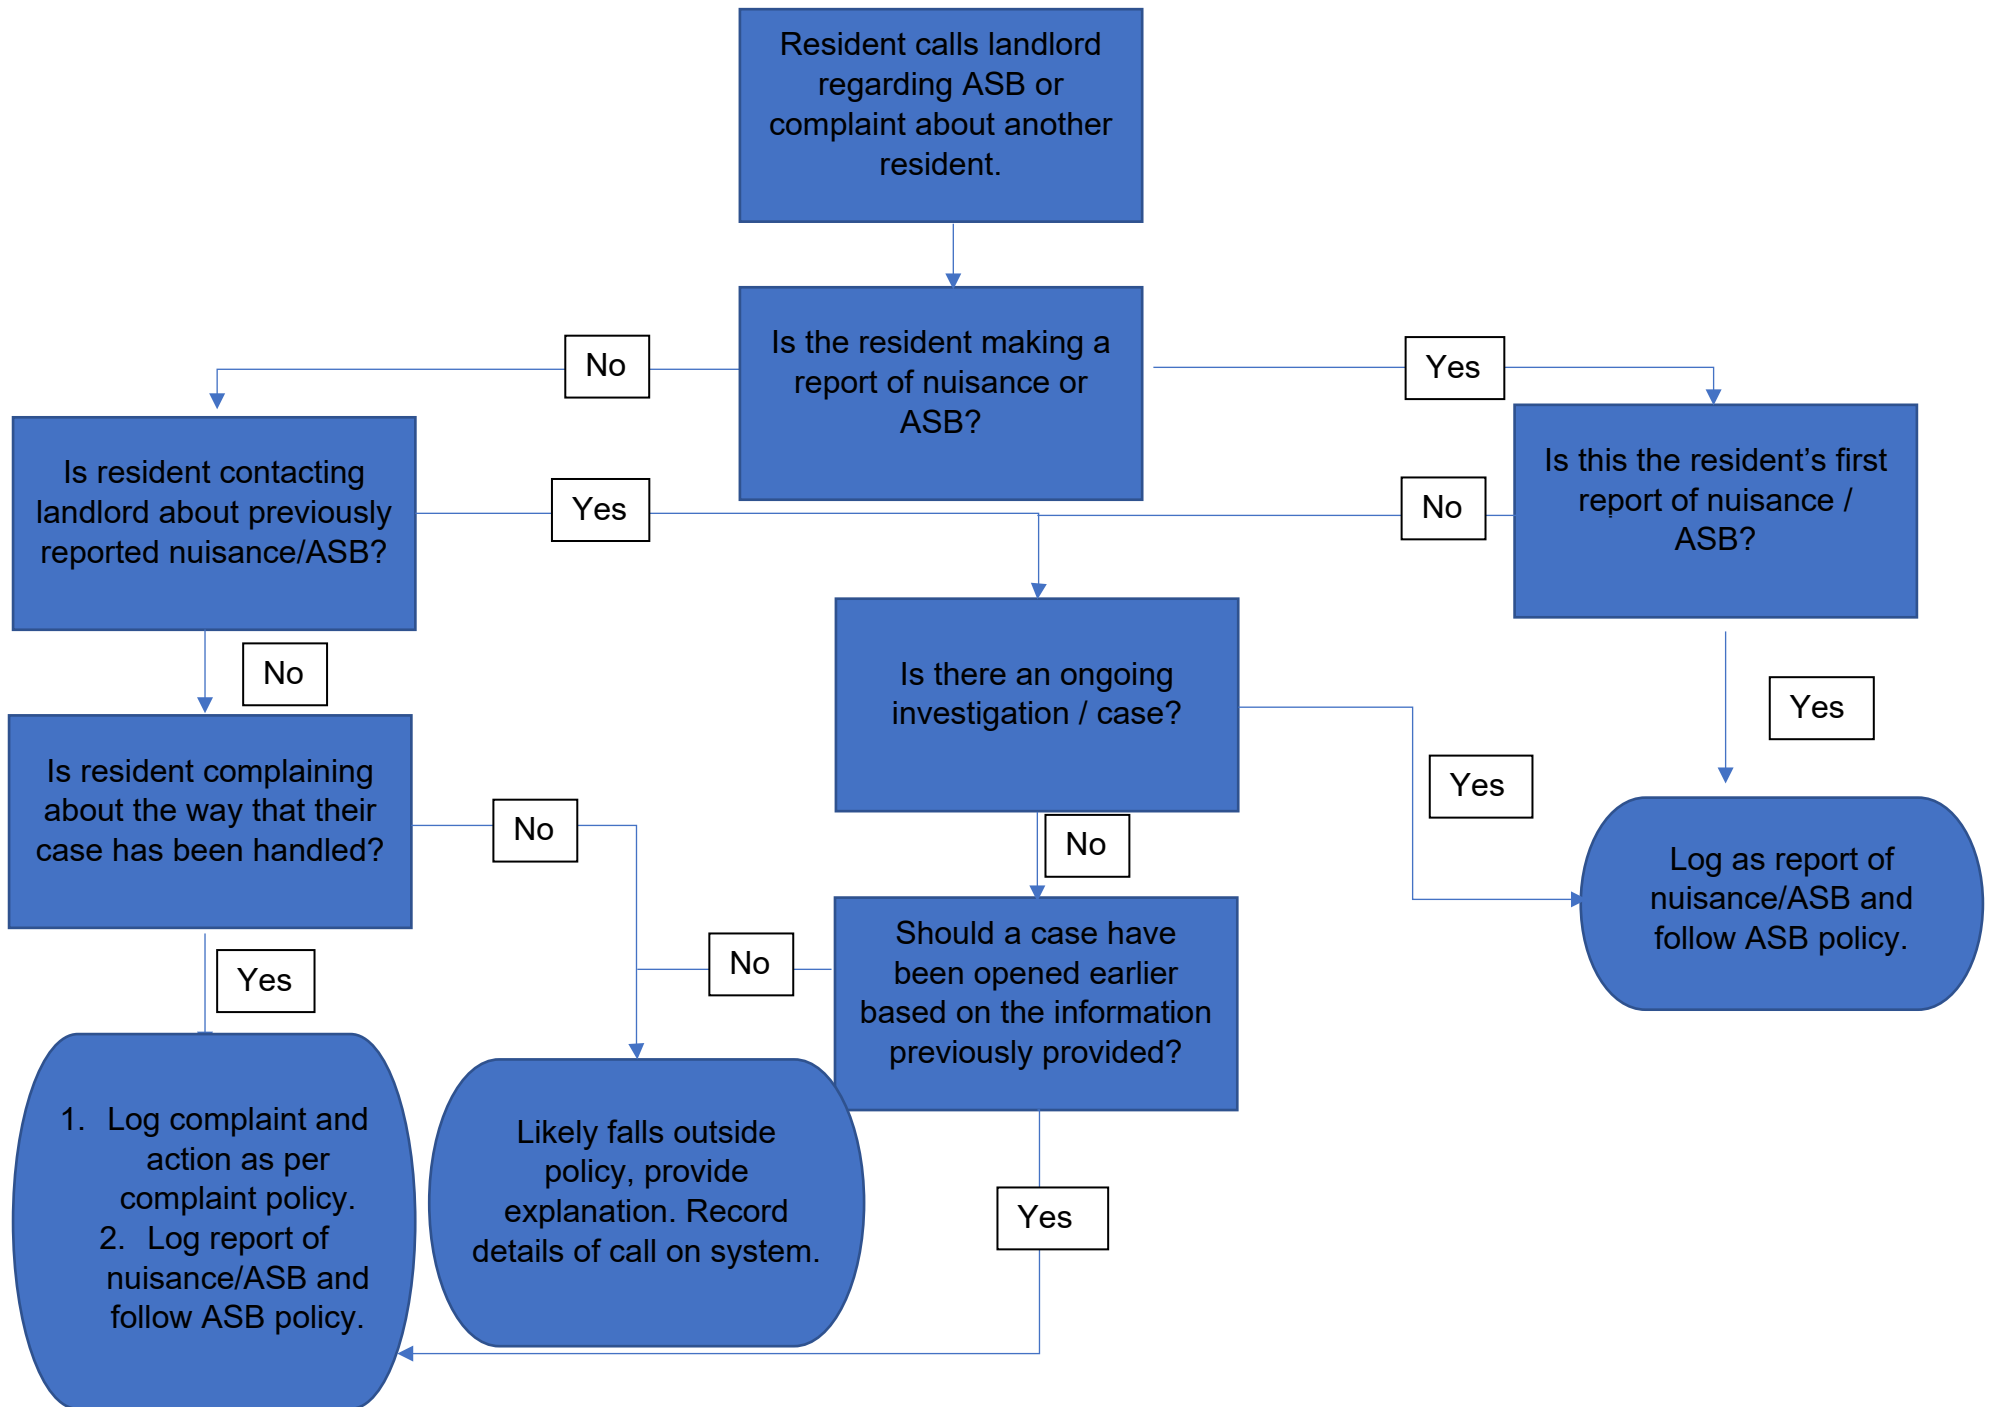 Resident calls landlord
regarding ASB or
complaint about another
resident.
Is the resident making a
report of nuisance or
ASB?
No
Yes
Is resident contacting
landlord about previously
reported nuisance/ASB?
Yes
No
Is this the resident’s first
report of nuisance /
ASB?
No
Is there an ongoing
investigation / case?
Yes
Yes
Is resident complaining
about the way that their
case has been handled?
No
No
Log as report of
nuisance/ASB and
follow ASB policy.
Should a case have
been opened earlier
based on the information
previously provided?
No
Yes
1. Log complaint and
action as per
complaint policy.
2. Log report of
nuisance/ASB and
follow ASB policy.
Likely falls outside
policy, provide
explanation. Record
details of call on system.
Yes